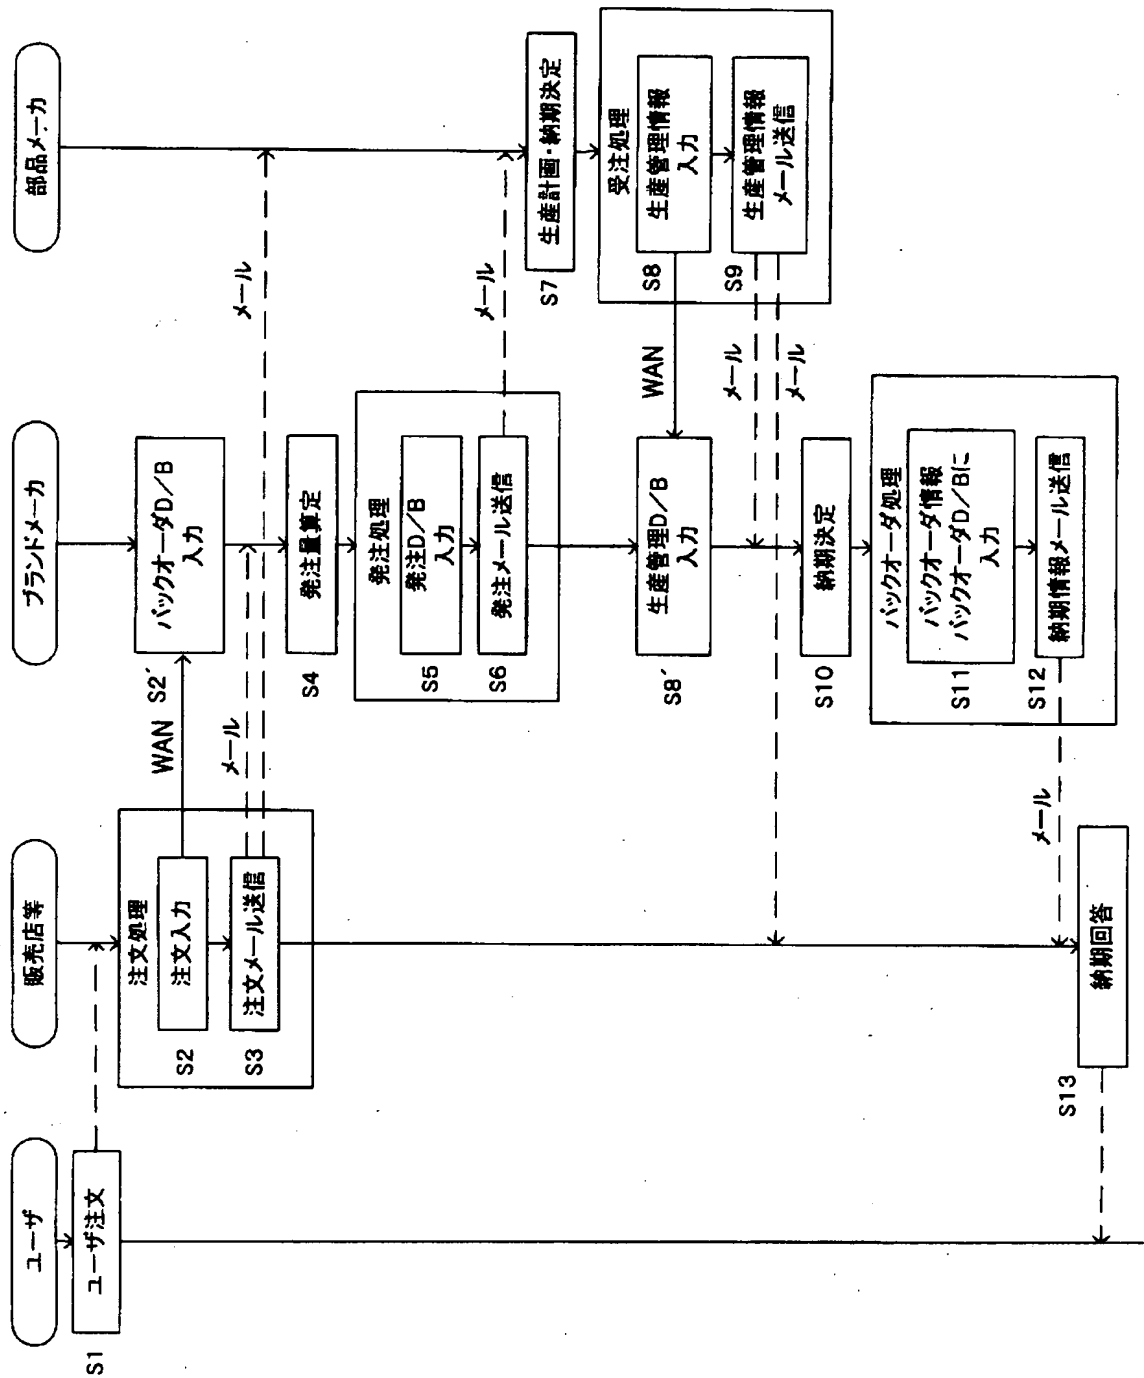 ユーザ
販売店等
ブランドメーカ
部品メーカ
S1
ユーザ注文
注文処理
S2
注文入力
WAN
S2´
バックオーダD/B
入力
S3
注文メール送信
メール
メール
S4
発注量算定
発注処理
S5
発注D/B
入力
S6
発注メール送信
メール
S7
生産計画・納期決定
受注処理
S8
生産管理情報
入力
WAN
S8´
生産管理D/B
入力
S9
生産管理情報
メール送信
メール
メール
S10
納期決定
バックオーダ処理
S11
バックオーダ情報
バックオーダD/Bに
入力
S12
納期情報メール送信
メール
S13
納期回答